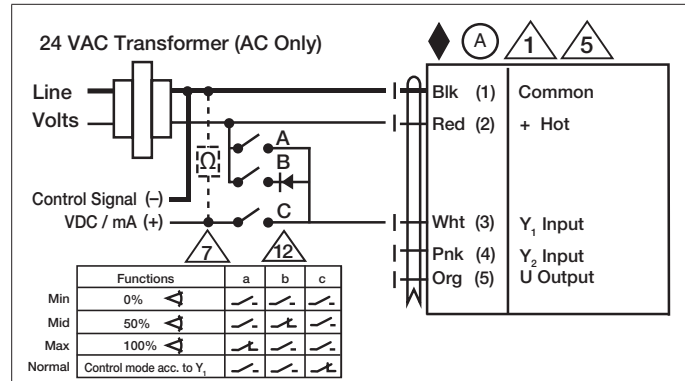 24 VAC Transformer (AC Only)
A 1 5
Line
Volts
Blk (1) Common
Red (2) + Hot
A
B
C
Ω
Control Signal (–)
VDC / mA (+)
Wht (3) Y₁ Input
Pnk (4) Y₂ Input
Org (5) U Output
7 12
Functions a b c
Min 0%
Mid 50%
Max 100%
Normal Control mode acc. to Y₁